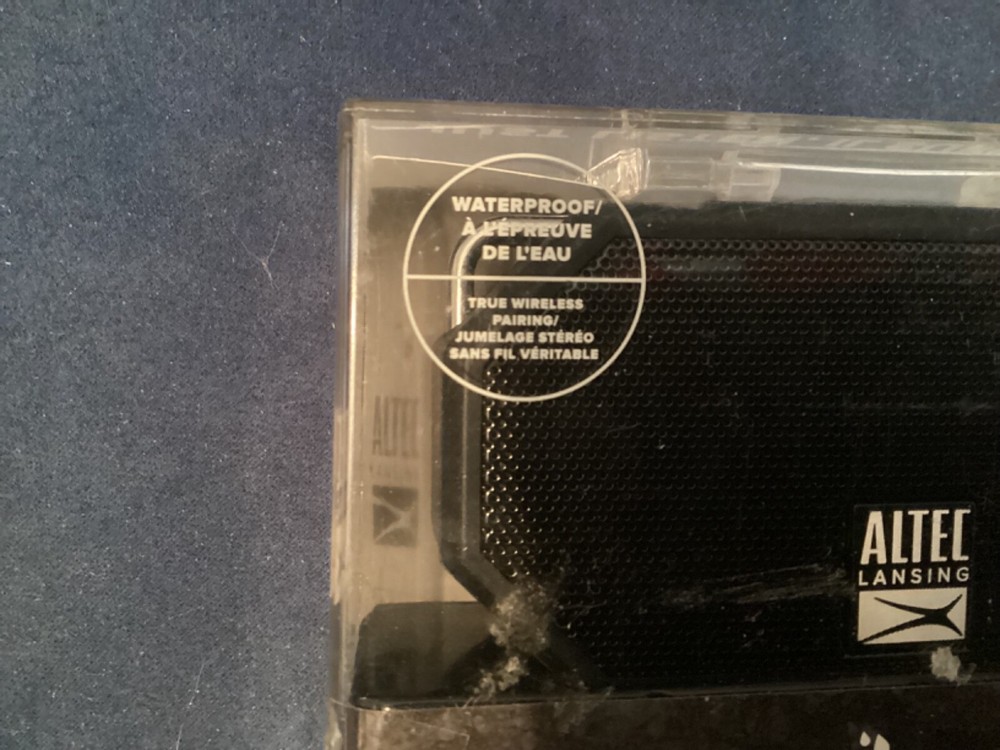 WATERPROOF/
À L'ÉPREUVE
DE L'EAU
TRUE WIRELESS
PAIRING/
JUMELAGE STÉRÉO
SANS FIL VÉRITABLE
ALTEC
ALTEC
LANSING